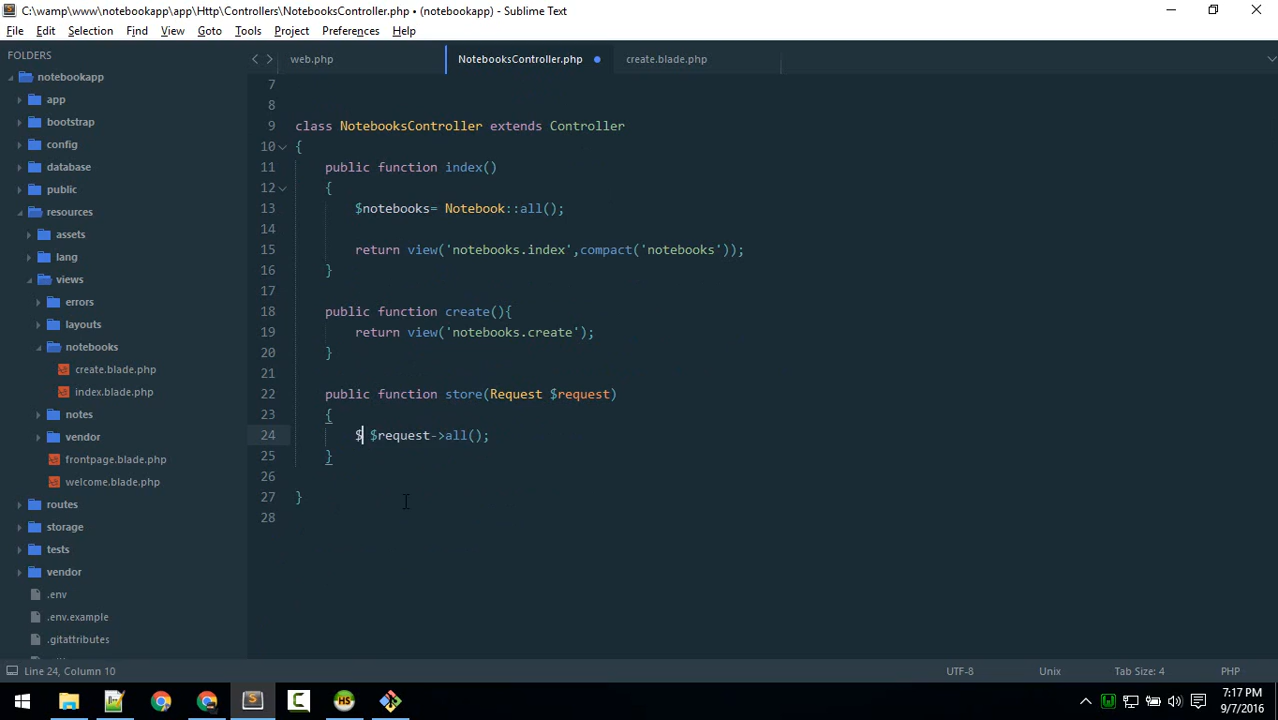 C:\wamp\www\notebookapp\app\Http\Controllers\NotebooksController.php • (notebookapp) - Sublime Text
File Edit Selection Find View Goto Tools Project Preferences Help
FOLDERS
notebookapp
app
bootstrap
config
database
public
resources
assets
lang
views
errors
layouts
notebooks
create.blade.php
index.blade.php
notes
vendor
frontpage.blade.php
welcome.blade.php
routes
storage
tests
vendor
.env
.env.example
.gitattributes
web.php NotebooksController.php create.blade.php
7
8
9 class NotebooksController extends Controller
10 {
11 public function index()
12 {
13 $notebooks= Notebook::all();
14
15 return view('notebooks.index',compact('notebooks'));
16 }
17
18 public function create(){
19 return view('notebooks.create');
20 }
21
22 public function store(Request $request)
23 {
24 $ $request->all();
25 }
26
27 }
28
Line 24, Column 10 UTF-8 Unix Tab Size: 4 PHP
HS
7:17 PM
9/7/2016